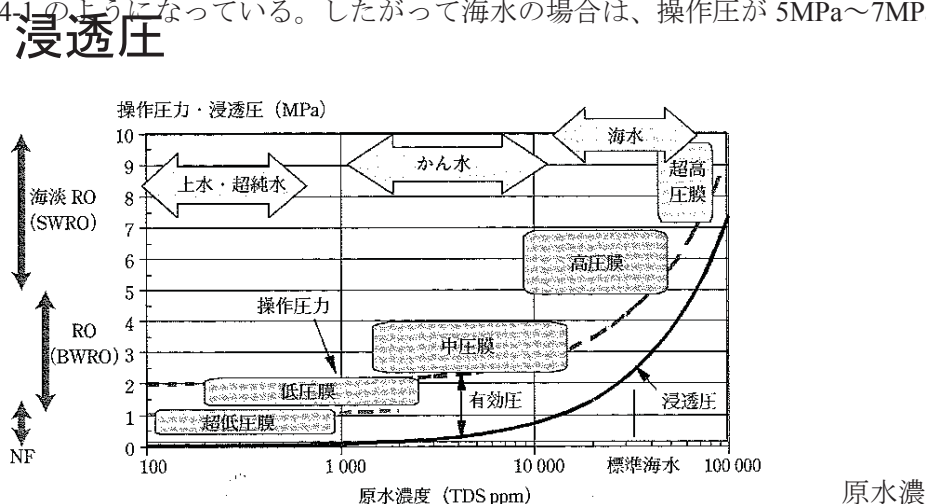 4-1 のようになっている。したがって海水の場合は、操作圧が 5MPa～7MP
浸透圧
操作圧力・浸透圧 (MPa)
10
9
8
7
6
5
4
3
2
1
0
海淡 RO
(SWRO)
RO
(BWRO)
NF
上水・超純水
かん水
海水
超高
圧膜
高圧膜
操作圧力
中圧膜
低圧膜
有効圧
浸透圧
超低圧膜
100
1 000
10 000
標準海水
100 000
原水濃度 (TDS ppm)
原水濃